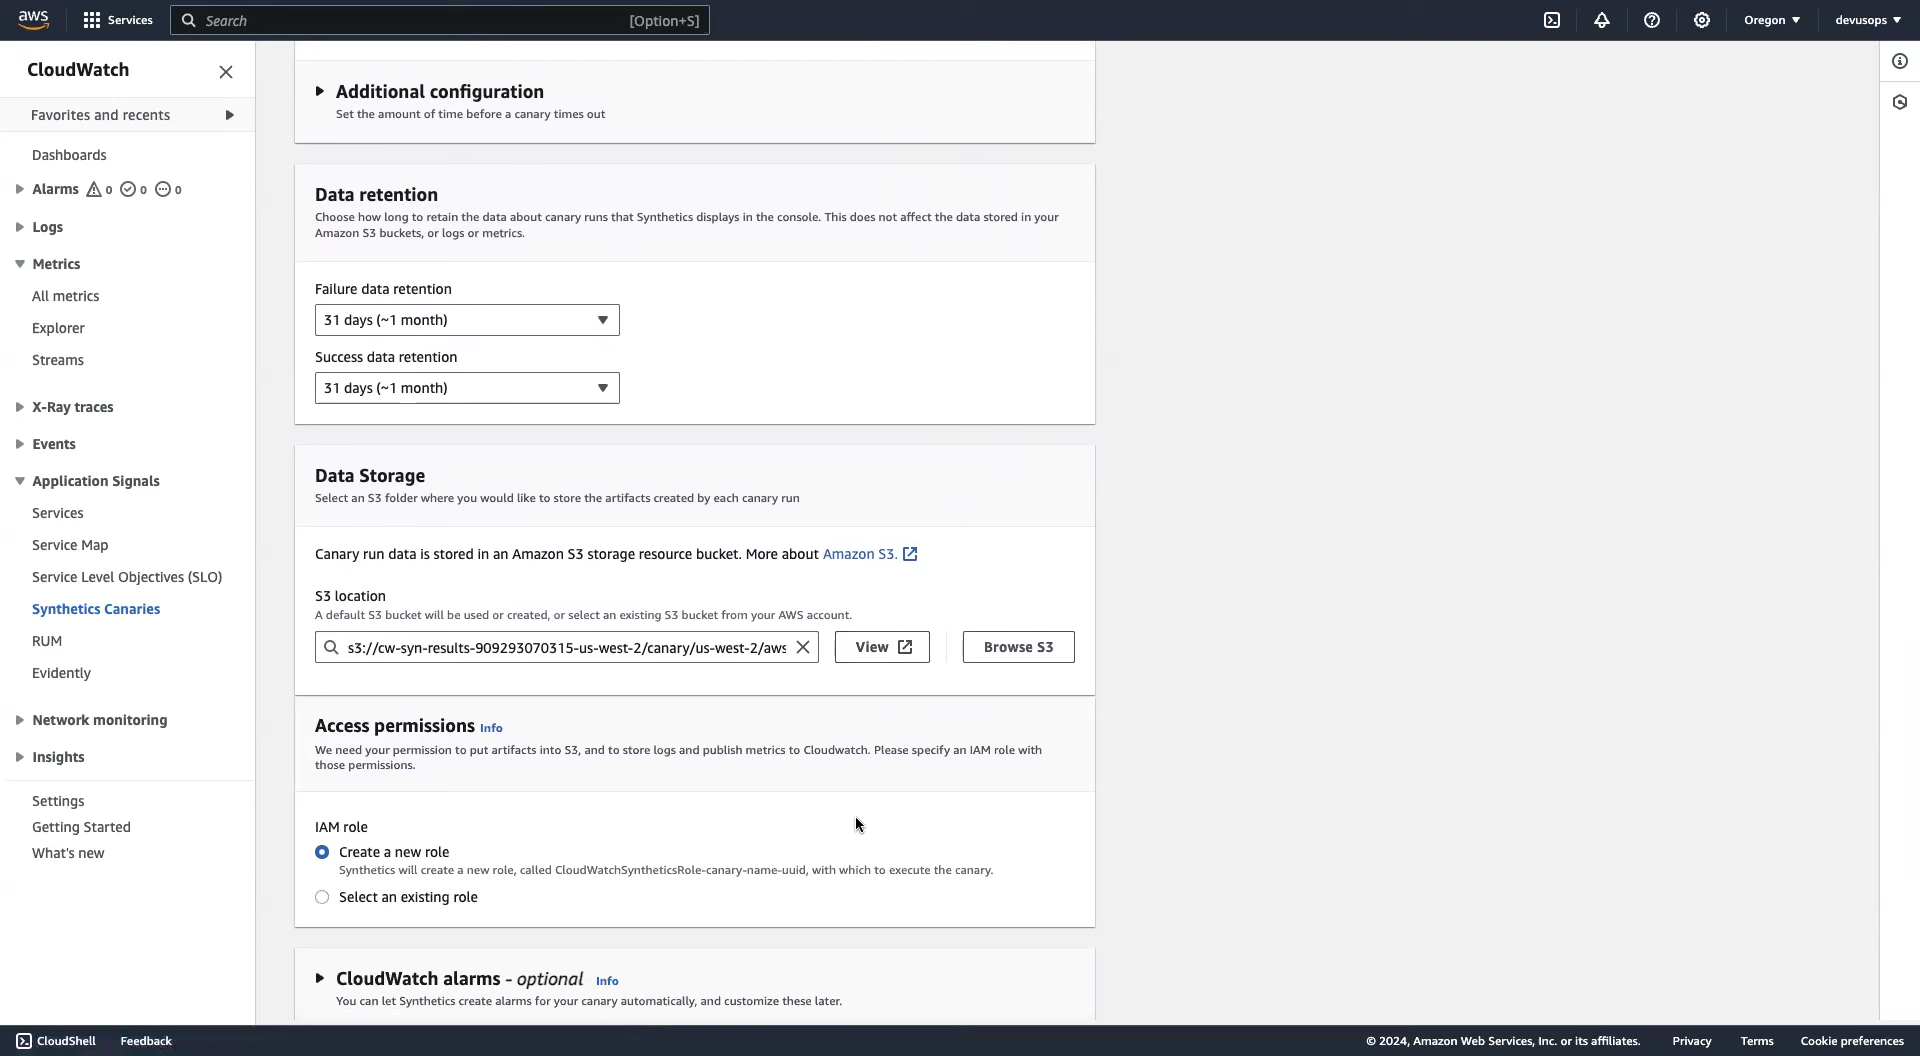 aws
Services
Search
[Option+S]
Oregon
devusops
CloudWatch
Favorites and recents
Dashboards
Alarms 0 0 0
Logs
Metrics
All metrics
Explorer
Streams
X-Ray traces
Events
Application Signals
Services
Service Map
Service Level Objectives (SLO)
Synthetics Canaries
RUM
Evidently
Network monitoring
Insights
Settings
Getting Started
What's new
Additional configuration
Set the amount of time before a canary times out
Data retention
Choose how long to retain the data about canary runs that Synthetics displays in the console. This does not affect the data stored in your
Amazon S3 buckets, or logs or metrics.
Failure data retention
31 days (~1 month)
Success data retention
31 days (~1 month)
Data Storage
Select an S3 folder where you would like to store the artifacts created by each canary run
Canary run data is stored in an Amazon S3 storage resource bucket. More about Amazon S3.
S3 location
A default S3 bucket will be used or created, or select an existing S3 bucket from your AWS account.
s3://cw-syn-results-909293070315-us-west-2/canary/us-west-2/aws
View
Browse S3
Access permissions Info
We need your permission to put artifacts into S3, and to store logs and publish metrics to Cloudwatch. Please specify an IAM role with
those permissions.
IAM role
Create a new role
Synthetics will create a new role, called CloudWatchSyntheticsRole-canary-name-uuid, with which to execute the canary.
Select an existing role
CloudWatch alarms - optional Info
You can let Synthetics create alarms for your canary automatically, and customize these later.
CloudShell
Feedback
© 2024, Amazon Web Services, Inc. or its affiliates.
Privacy
Terms
Cookie preferences